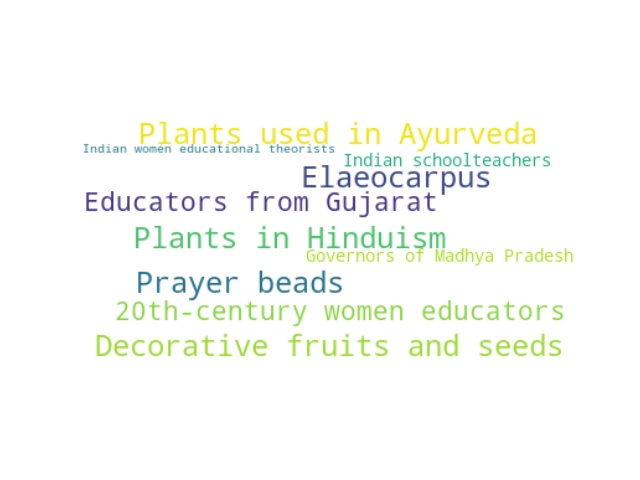 Plants used in Ayurveda
Indian women educational theorists
Indian schoolteachers
Elaeocarpus
Educators from Gujarat
Plants in Hinduism
Governors of Madhya Pradesh
Prayer beads
20th-century women educators
Decorative fruits and seeds